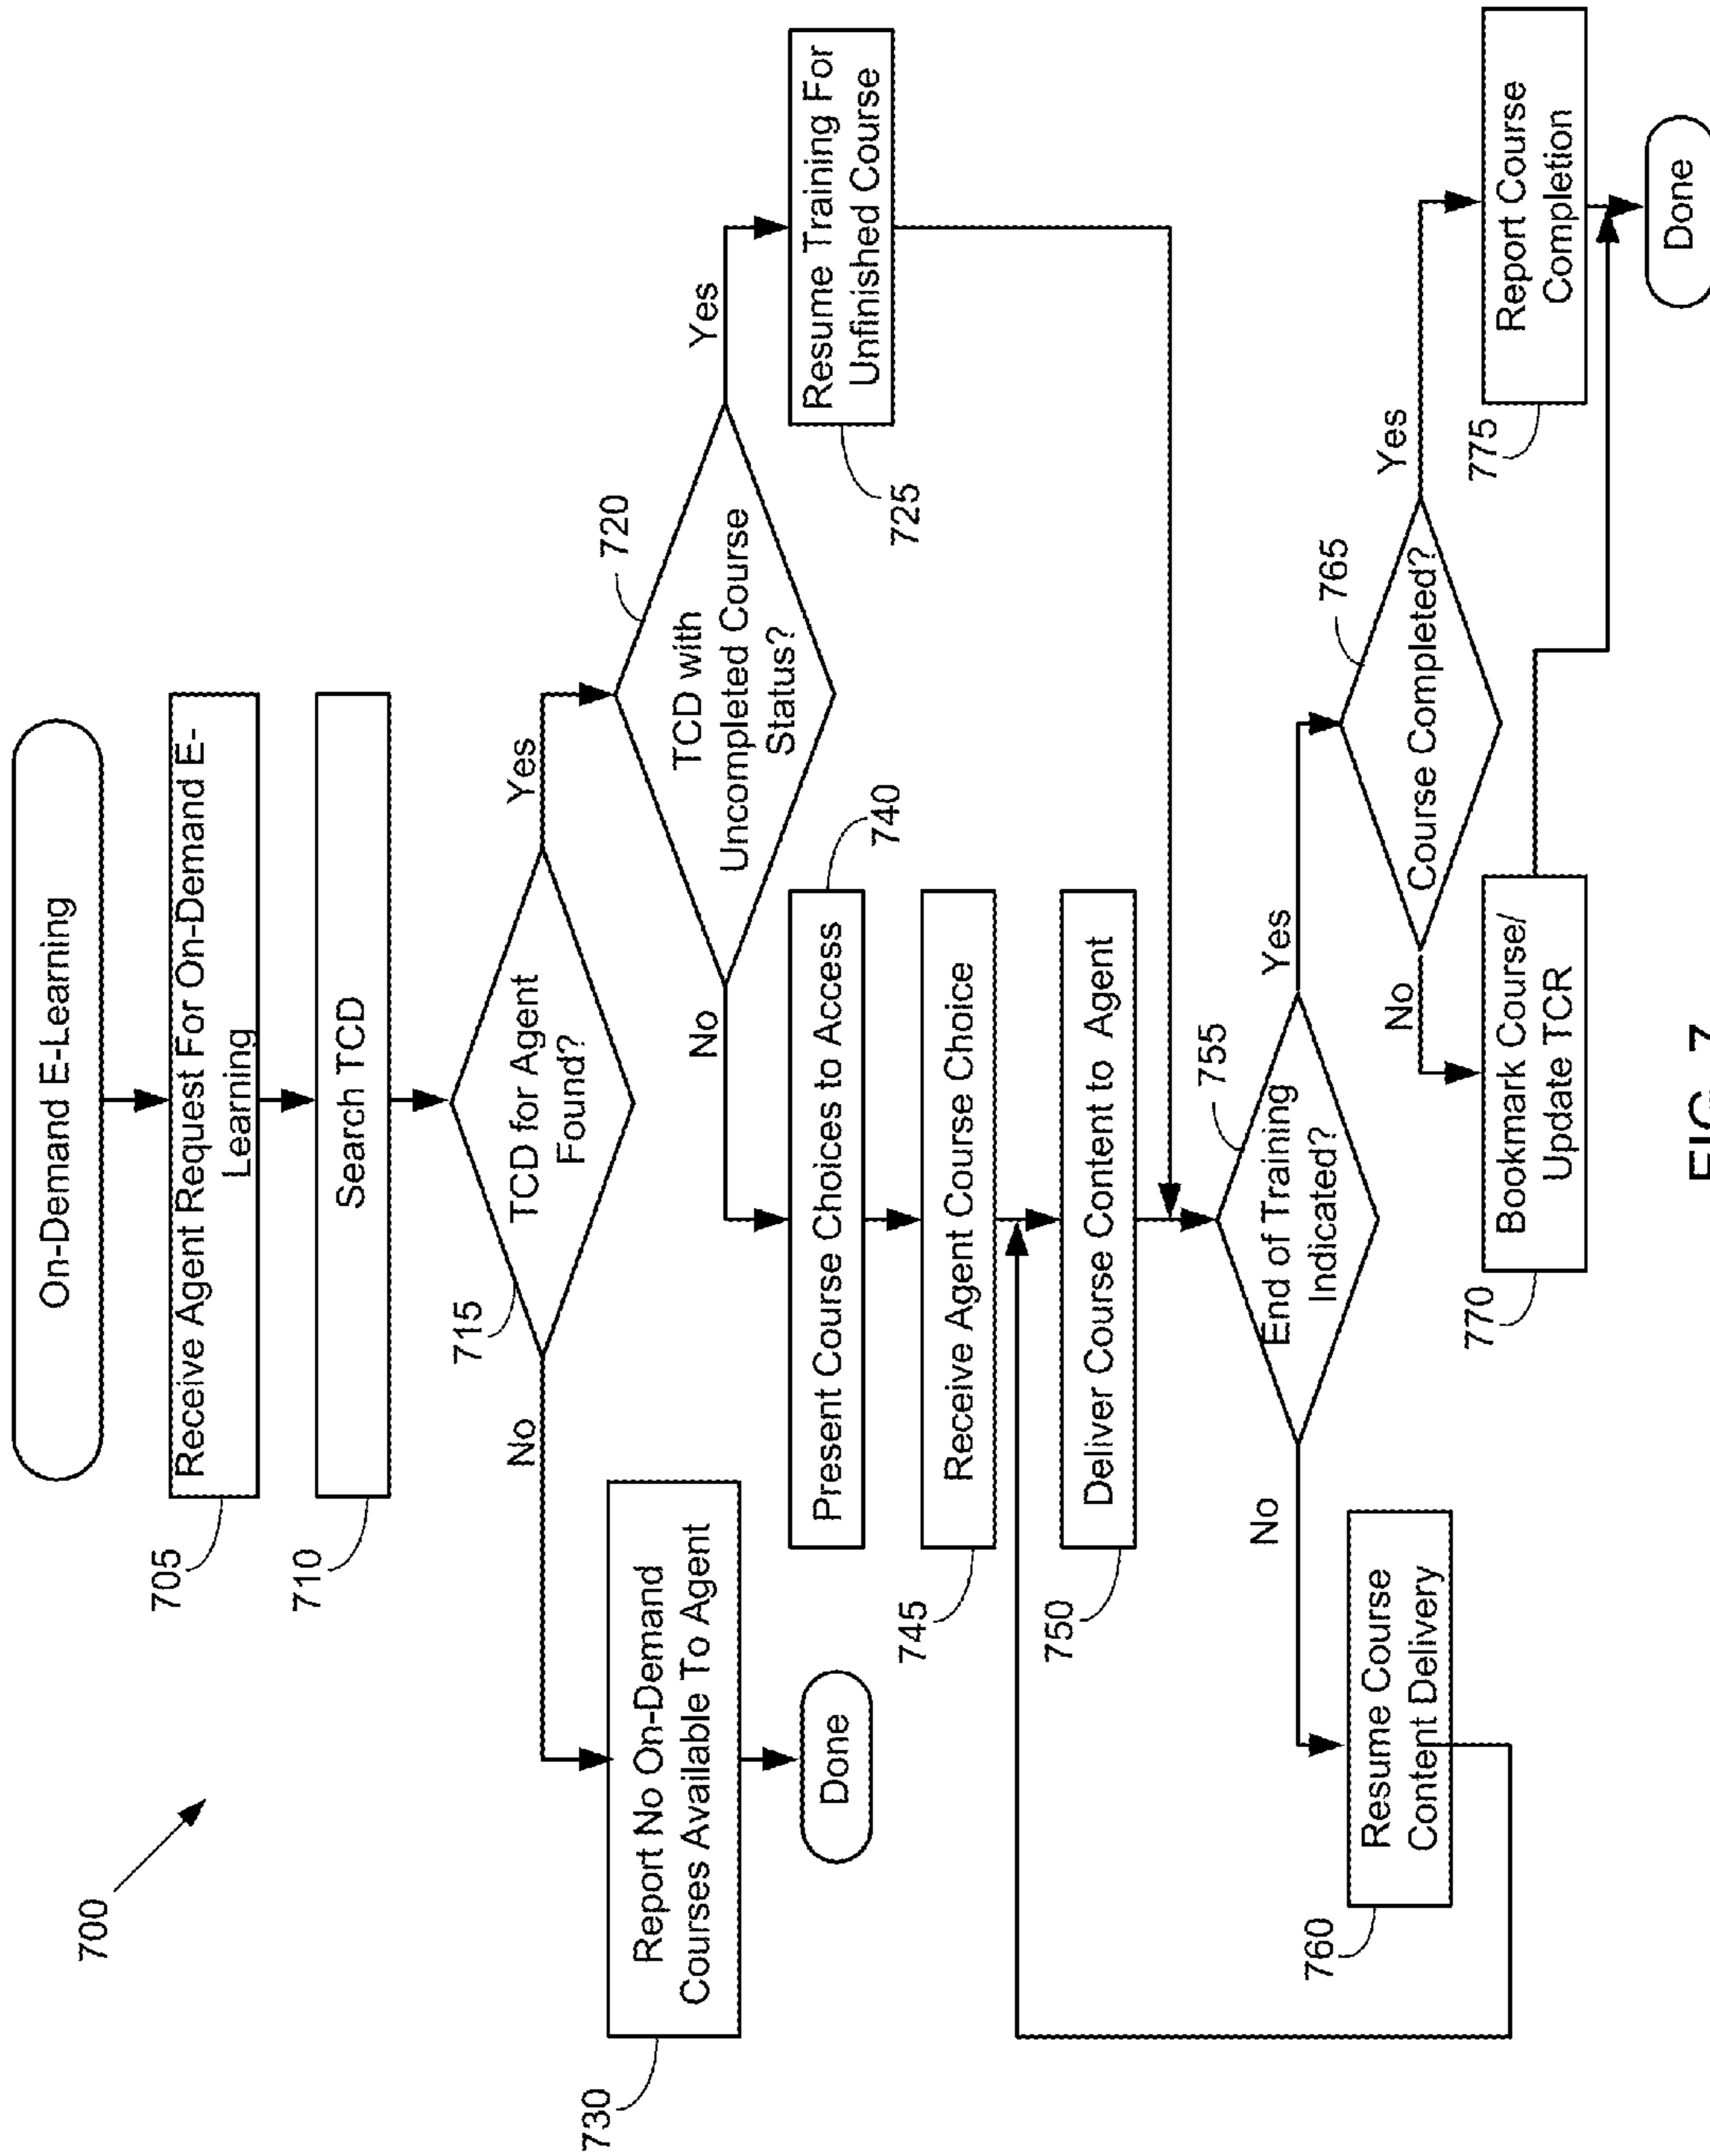 700
On-Demand E-Learning
Receive Agent Request For On-Demand E-
Learning
705
Search TCD
710
TCD for Agent
Found?
715
No
Yes
Report No On-Demand
Courses Available To Agent
730
Done
TCD with
Uncompleted Course
Status?
720
No
Yes
Resume Training For
Unfinished Course
725
Present Course Choices to Access
740
Receive Agent Course Choice
745
Deliver Course Content to Agent
750
End of Training
Indicated?
755
No
Yes
Resume Course
Content Delivery
760
Course Completed?
765
No
Yes
Bookmark Course/
Update TCR
770
Report Course
Completion
775
Done
FIG. 7